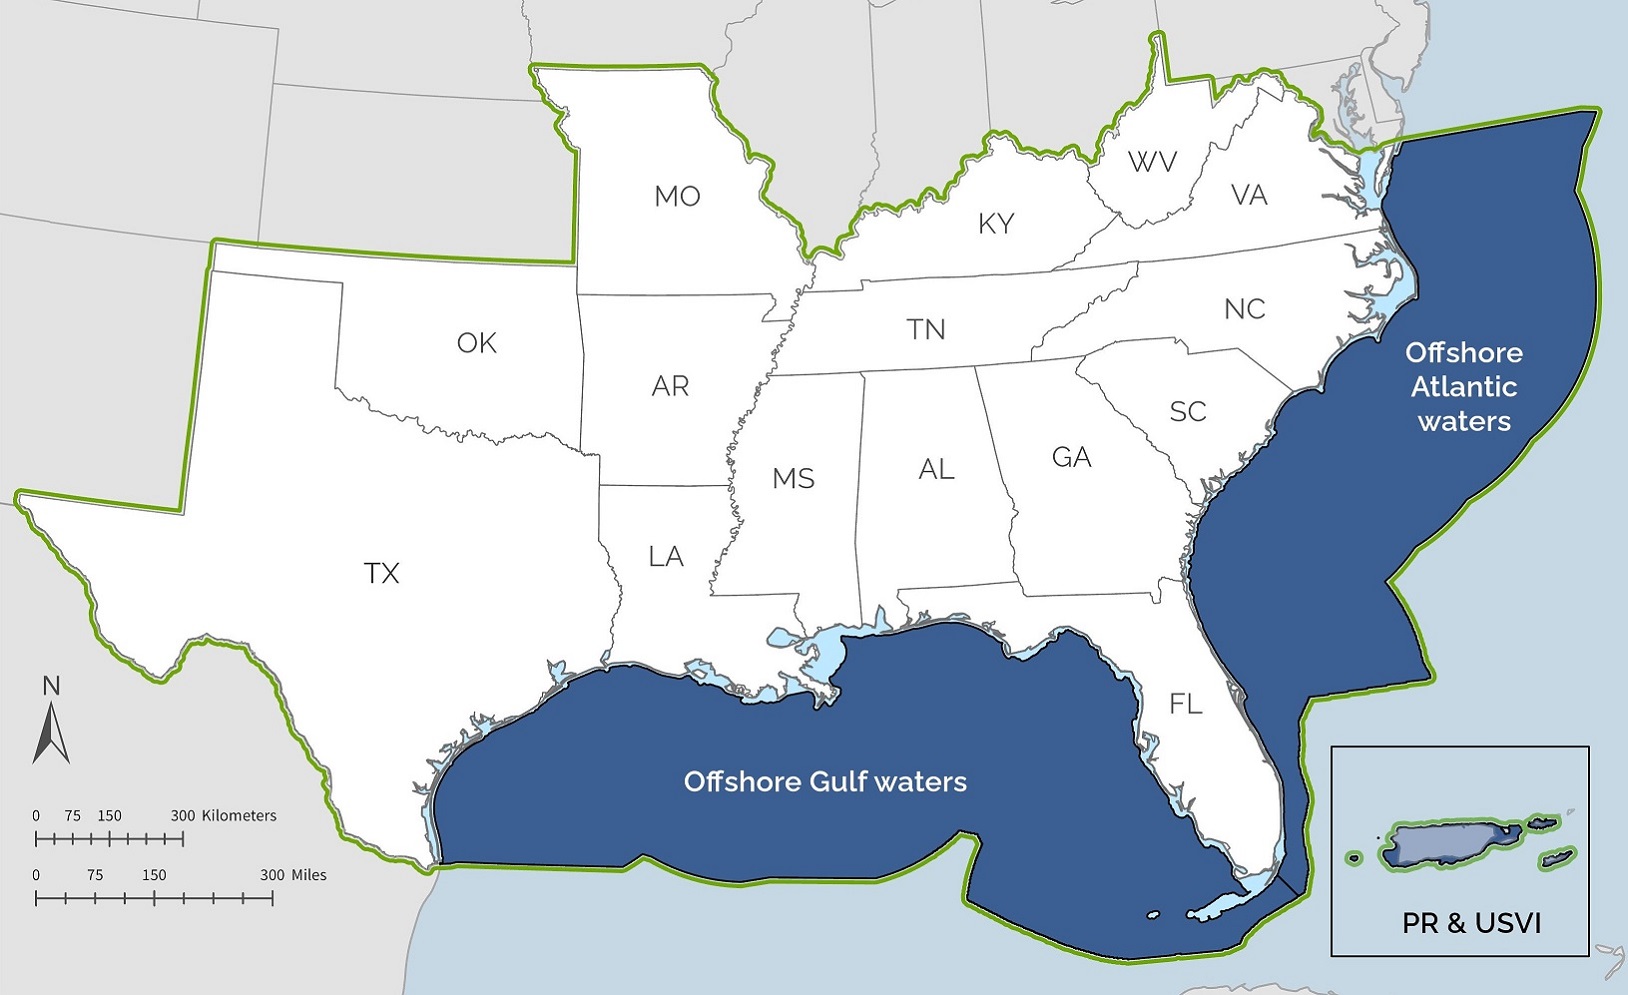 MO
WV
VA
KY
NC
TN
OK
AR
Offshore
Atlantic
waters
SC
GA
AL
MS
LA
TX
N
FL
Offshore Gulf waters
0 75 150 300 Kilometers
0 75 150 300 Miles
PR & USVI